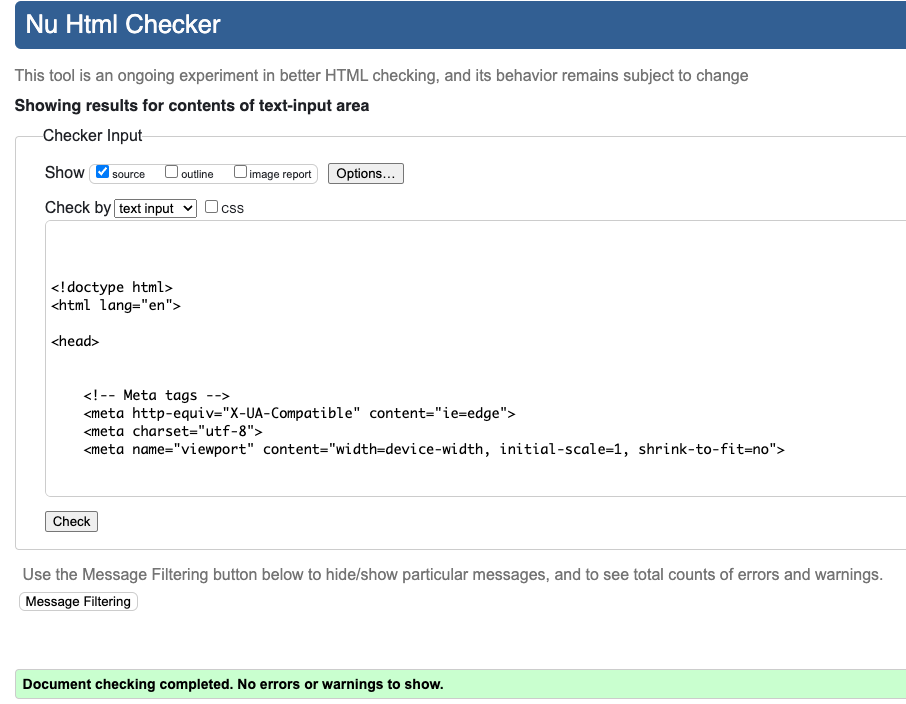 Nu Html Checker
This tool is an ongoing experiment in better HTML checking, and its behavior remains subject to change
Showing results for contents of text-input area
Checker Input
Show source outline image report Options...
Check by text input css
<!doctype html>
<html lang="en">
<head>
<!-- Meta tags -->
<meta http-equiv="X-UA-Compatible" content="ie=edge">
<meta charset="utf-8">
<meta name="viewport" content="width=device-width, initial-scale=1, shrink-to-fit=no">
Check
Use the Message Filtering button below to hide/show particular messages, and to see total counts of errors and warnings.
Message Filtering
Document checking completed. No errors or warnings to show.